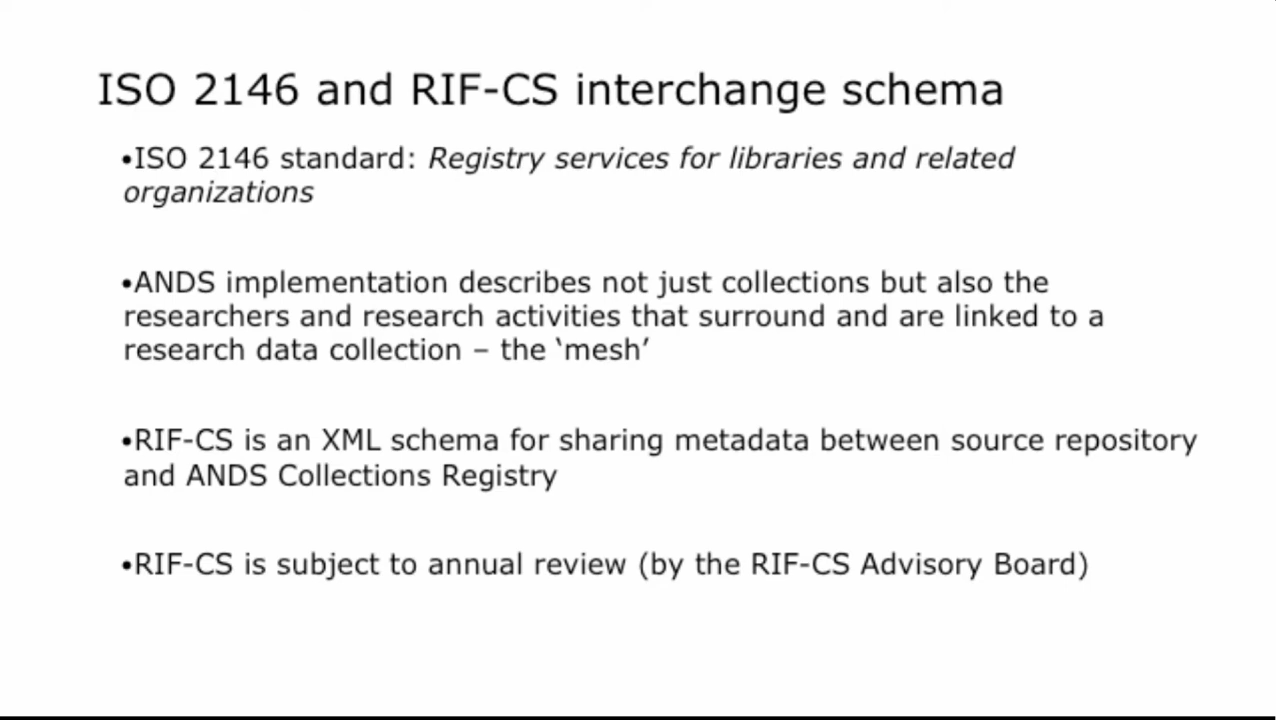 ISO 2146 and RIF-CS interchange schema
•ISO 2146 standard: Registry services for libraries and related
organizations
•ANDS implementation describes not just collections but also the
researchers and research activities that surround and are linked to a
research data collection – the ‘mesh’
•RIF-CS is an XML schema for sharing metadata between source repository
and ANDS Collections Registry
•RIF-CS is subject to annual review (by the RIF-CS Advisory Board)